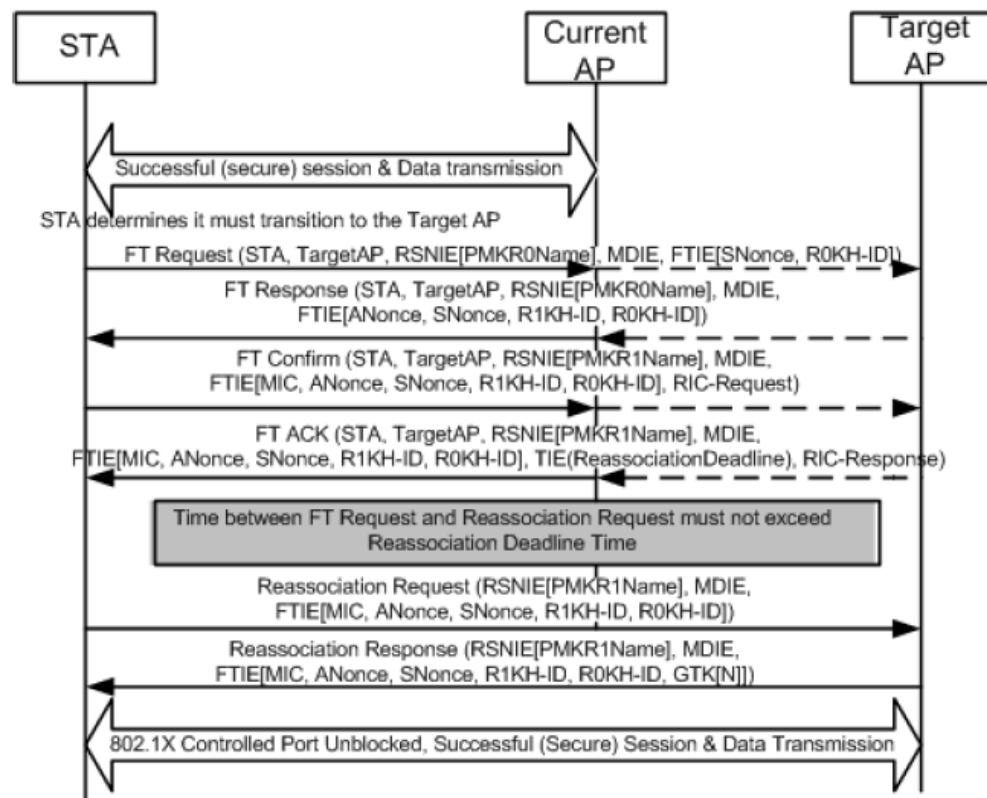 STA
Current
AP
Target
AP
Successful (secure) session & Data transmission
STA determines it must transition to the Target AP
FT Request (STA, TargetAP, RSNIE[PMKR0Name], MDIE, FTIE[SNonce, R0KH-ID])
FT Response (STA, TargetAP, RSNIE[PMKR0Name], MDIE,
FTIE[ANonce, SNonce, R1KH-ID, R0KH-ID])
FT Confirm (STA, TargetAP, RSNIE[PMKR1Name], MDIE,
FTIE[MIC, ANonce, SNonce, R1KH-ID, R0KH-ID], RIC-Request)
FT ACK (STA, TargetAP, RSNIE[PMKR1Name], MDIE,
FTIE[MIC, ANonce, SNonce, R1KH-ID, R0KH-ID], TIE(ReassociationDeadline), RIC-Response)
Time between FT Request and Reassociation Request must not exceed
Reassociation Deadline Time
Reassociation Request (RSNIE[PMKR1Name], MDIE,
FTIE[MIC, ANonce, SNonce, R1KH-ID, R0KH-ID])
Reassociation Response (RSNIE[PMKR1Name], MDIE,
FTIE[MIC, ANonce, SNonce, R1KH-ID, R0KH-ID, GTK[N]])
802.1X Controlled Port Unblocked, Successful (Secure) Session & Data Transmission